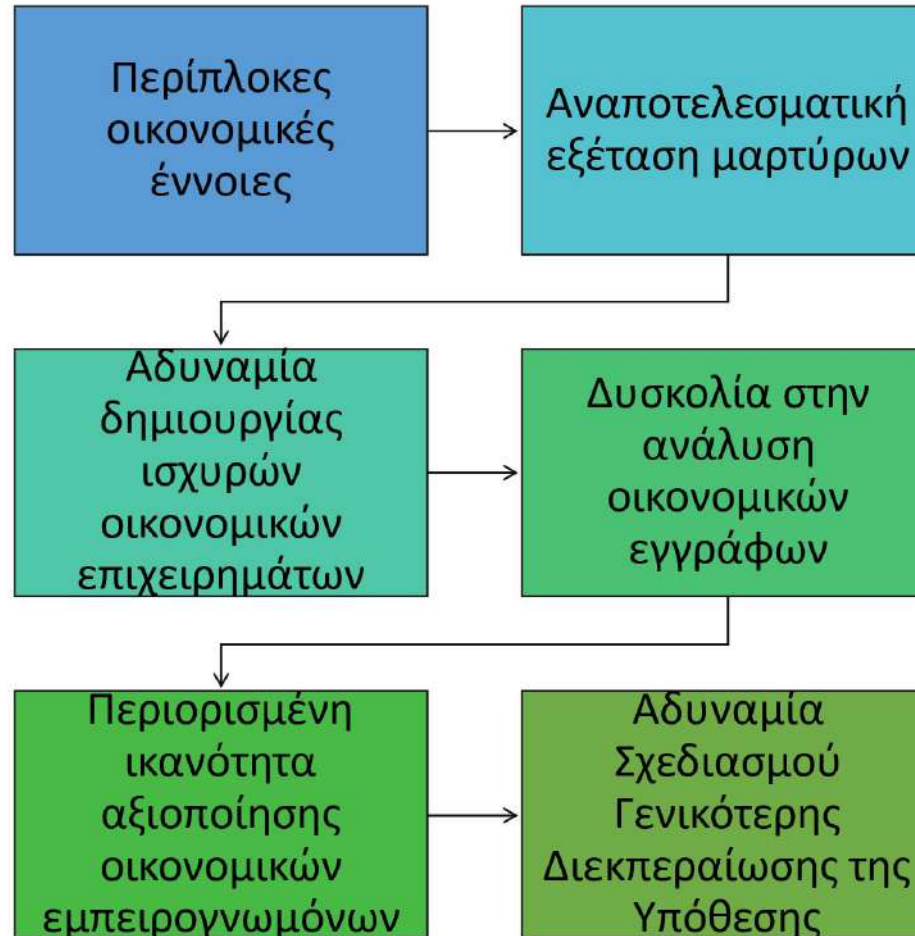 Περίπλοκες
οικονομικές
έννοιες
Αναποτελεσματική
εξέταση μαρτύρων
Αδυναμία
δημιουργίας
ισχυρών
οικονομικών
επιχειρημάτων
Δυσκολία στην
ανάλυση
οικονομικών
εγγράφων
Περιορισμένη
ικανότητα
αξιοποίησης
οικονομικών
εμπειρογνωμόνων
Αδυναμία
Σχεδιασμού
Γενικότερης
Διεκπεραίωσης της
Υπόθεσης